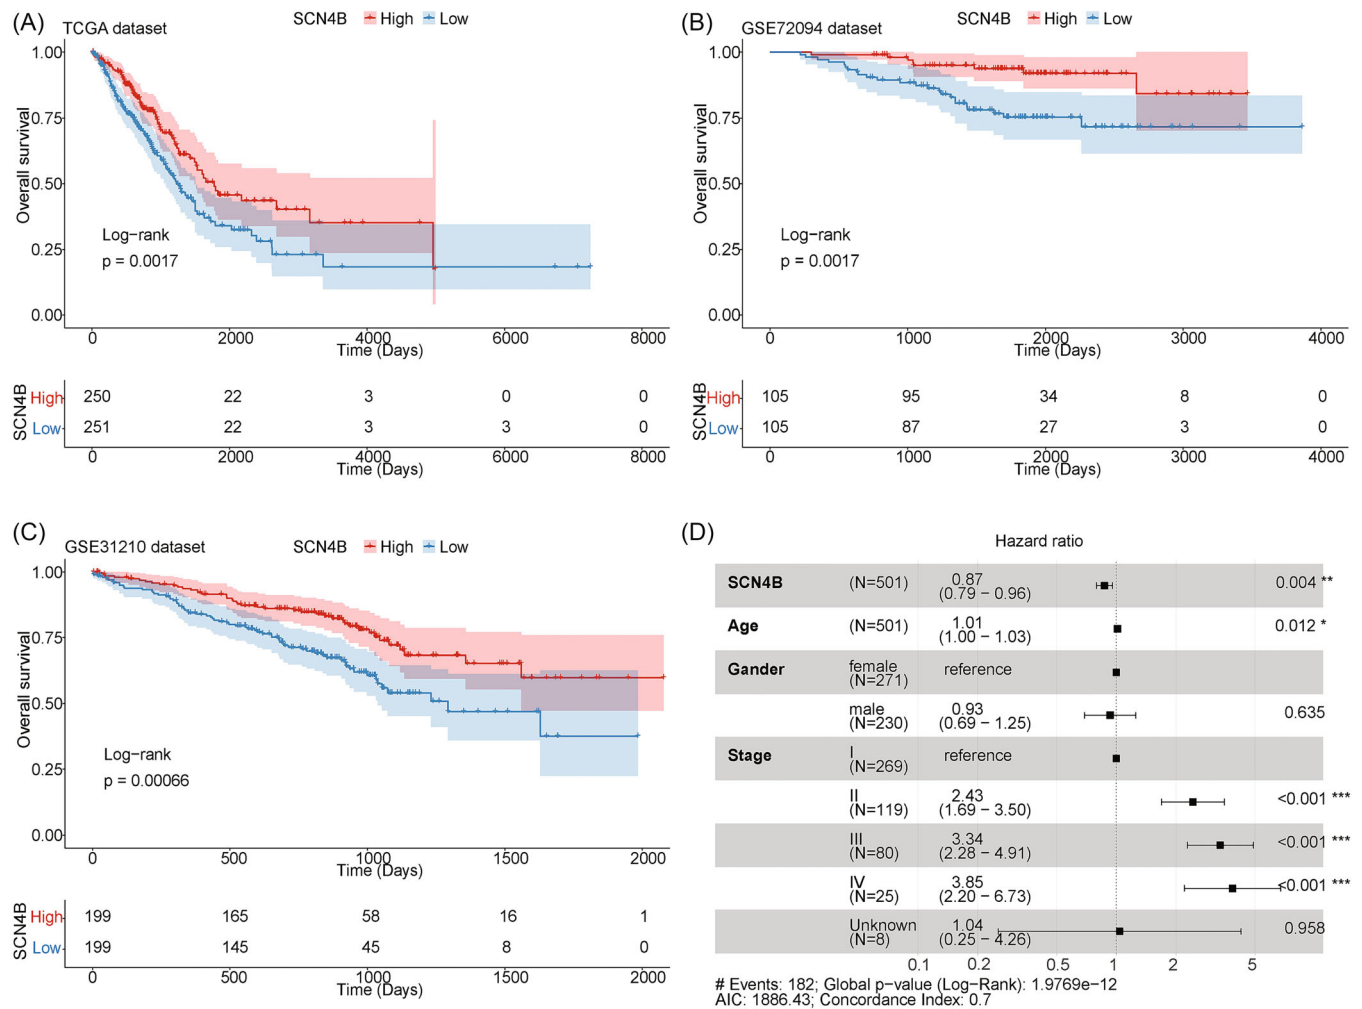 (A)
TCGA dataset
SCN4B High Low
1.00
0.75
0.50
0.25
0.00
Overall survival
Log-rank
p = 0.0017
0 2000 4000 6000 8000
Time (Days)
SCN4B
High 250 22 3 0 0
Low 251 22 3 3 0
0 2000 4000 6000 8000
Time (Days)
(B)
GSE72094 dataset
SCN4B High Low
1.00
0.75
0.50
0.25
0.00
Overall survival
Log-rank
p = 0.0017
0 1000 2000 3000 4000
Time (Days)
SCN4B
High 105 95 34 8 0
Low 105 87 27 3 0
0 1000 2000 3000 4000
Time (Days)
(C)
GSE31210 dataset
SCN4B High Low
1.00
0.75
0.50
0.25
0.00
Overall survival
Log-rank
p = 0.00066
0 500 1000 1500 2000
Time (Days)
SCN4B
High 199 165 58 16 1
Low 199 145 45 8 0
0 500 1000 1500 2000
Time (Days)
(D)
Hazard ratio
SCN4B (N=501) 0.87 0.004 **
(0.79 − 0.96)
Age (N=501) 1.01 0.012 *
(1.00 − 1.03)
Gander female reference
(N=271)
male 0.93 0.635
(N=230) (0.69 − 1.25)
Stage I reference
(N=269)
II 2.43 <0.001 ***
(N=119) (1.69 − 3.50)
III 3.34 <0.001 ***
(N=80) (2.28 − 4.91)
IV 3.85 <0.001 ***
(N=25) (2.20 − 6.73)
Unknown 1.04 0.958
(N=8) (0.25 − 4.26)
0.1 0.2 0.5 1 2 5
# Events: 182; Global p-value (Log-Rank): 1.9769e-12
AIC: 1886.43; Concordance Index: 0.7